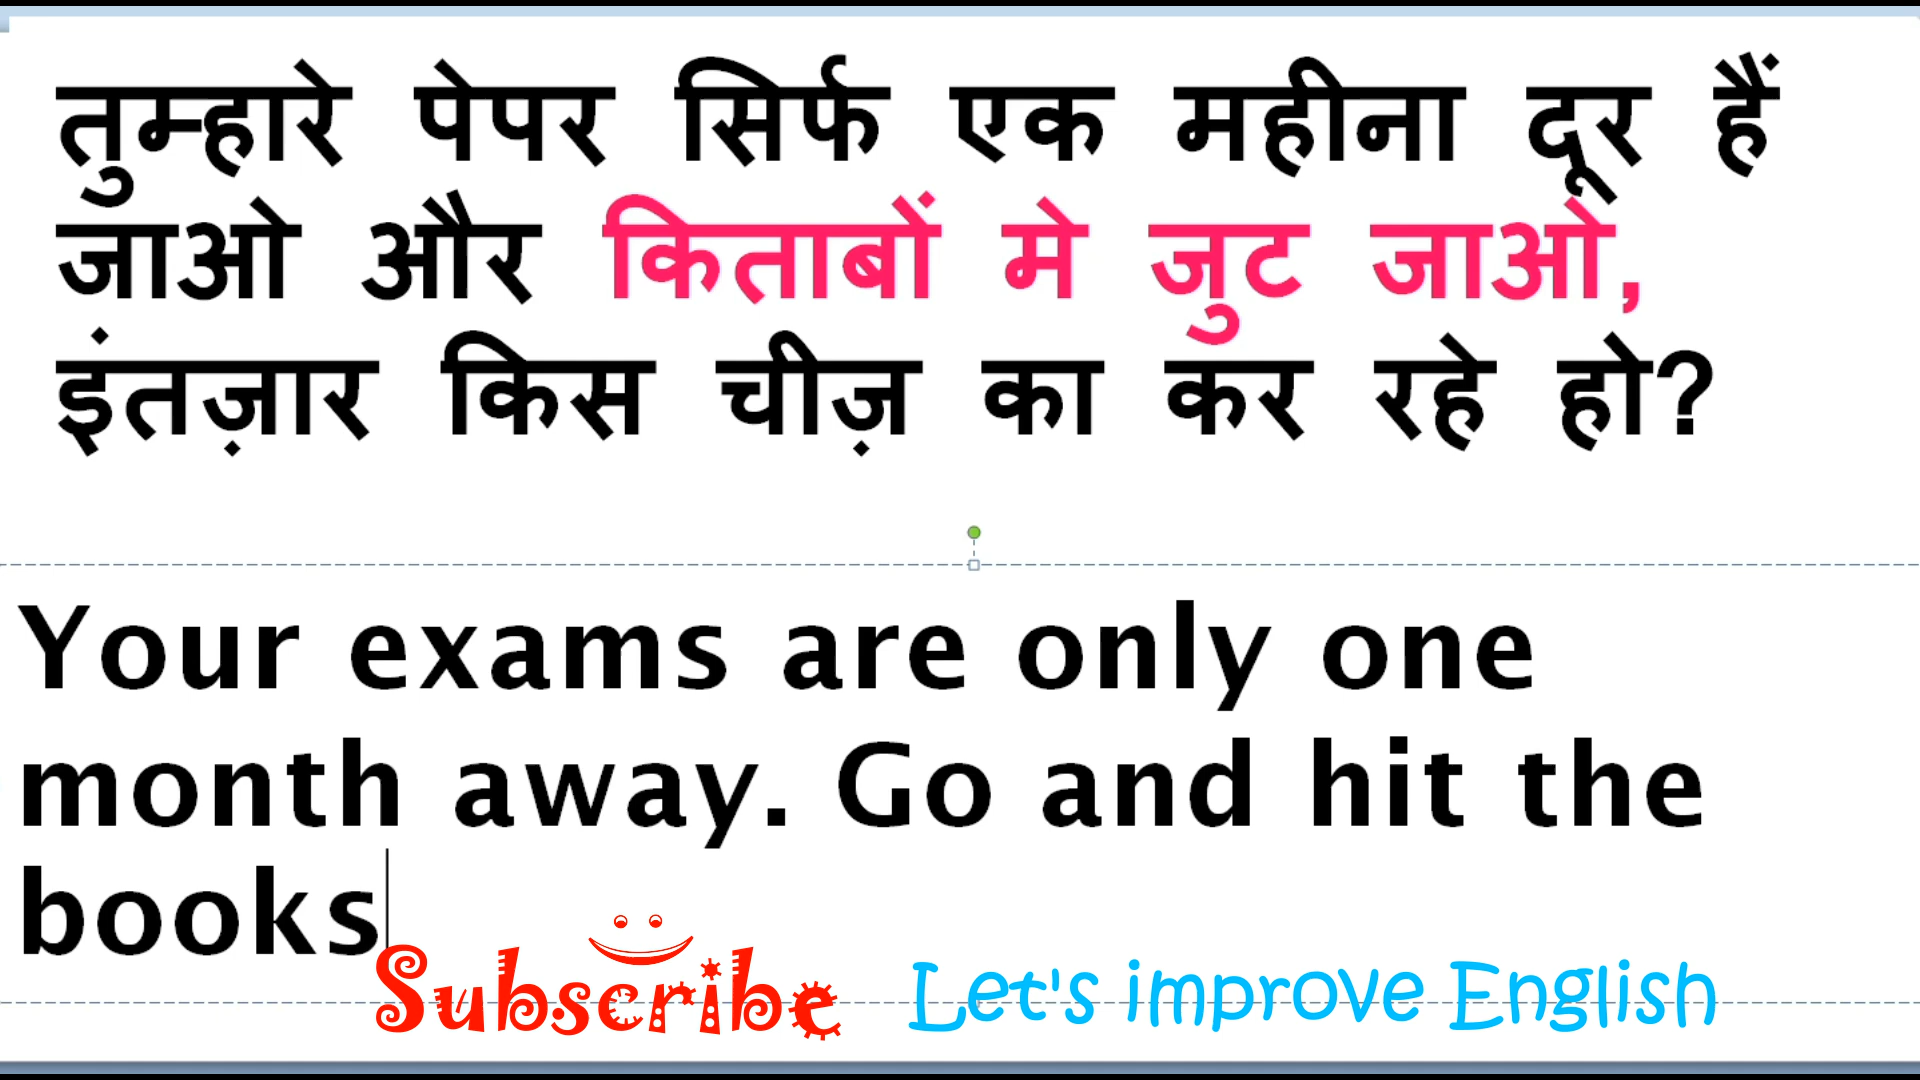 तुम्हारे पेपर सिर्फ एक महीना दूर हैं
जाओ और किताबों मे जुट जाओ,
इंतज़ार किस चीज़ का कर रहे हो?
Your exams are only one
month away. Go and hit the
books
Subscribe Let's improve English